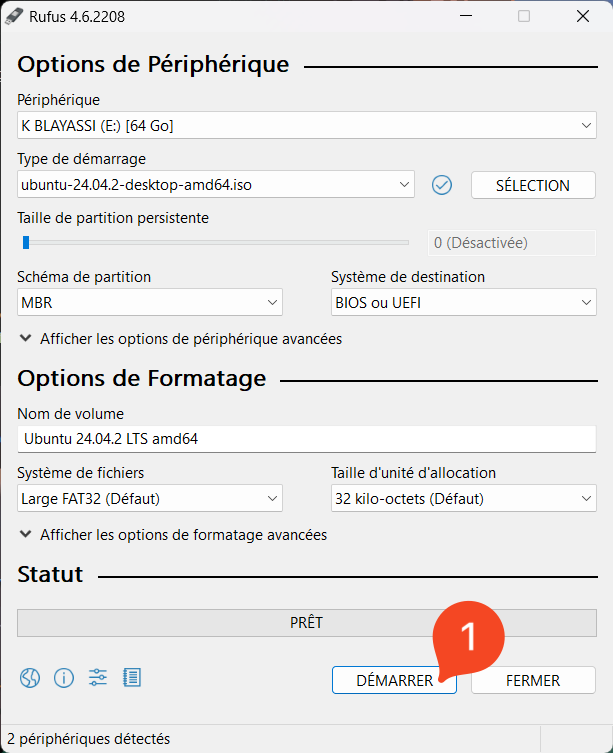 Rufus 4.6.2208
Options de Périphérique
Périphérique
K BLAYASSI (E:) [64 Go]
Type de démarrage
ubuntu-24.04.2-desktop-amd64.iso
SÉLECTION
Taille de partition persistente
0 (Désactivée)
Schéma de partition
Système de destination
MBR
BIOS ou UEFI
Afficher les options de périphérique avancées
Options de Formatage
Nom de volume
Ubuntu 24.04.2 LTS amd64
Système de fichiers
Taille d'unité d'allocation
Large FAT32 (Défaut)
32 kilo-octets (Défaut)
Afficher les options de formatage avancées
Statut
PRÊT
1
DÉMARRER
FERMER
2 périphériques détectés